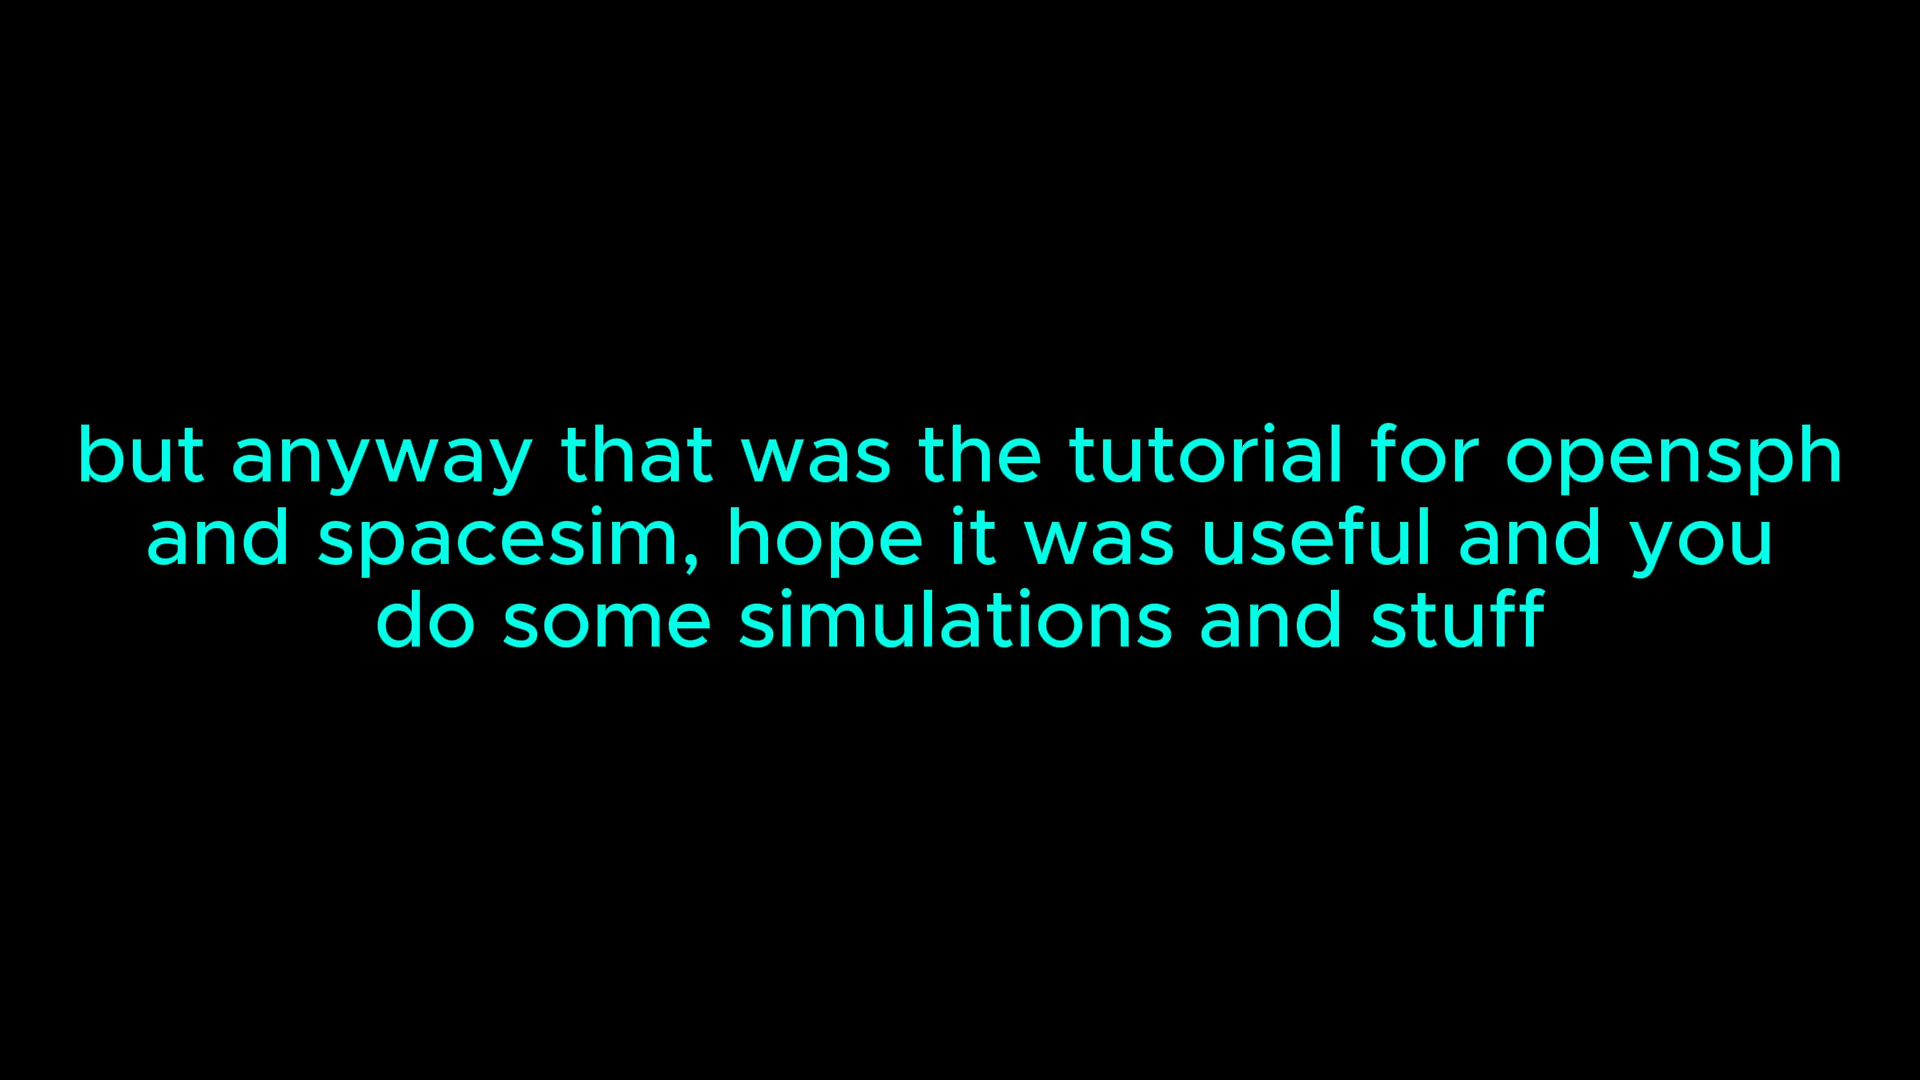 but anyway that was the tutorial for opensph
and spacesim, hope it was useful and you
do some simulations and stuff